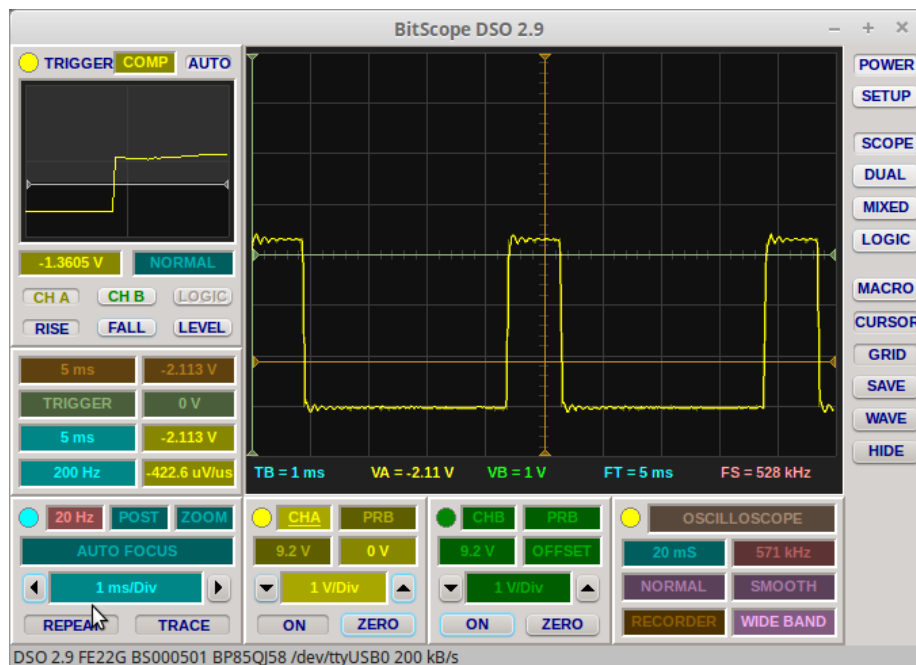 BitScope DSO 2.9
TRIGGER COMP AUTO
-1.3605 V NORMAL
CH A CH B LOGIC
RISE FALL LEVEL
5 ms -2.113 V
TRIGGER 0 V
5 ms -2.113 V
200 Hz -422.6 uV/us
TB = 1 ms VA = -2.11 V VB = 1 V FT = 5 ms FS = 528 kHz
POWER
SETUP
SCOPE
DUAL
MIXED
LOGIC
MACRO
CURSOR
GRID
SAVE
WAVE
HIDE
20 Hz POST ZOOM
AUTO FOCUS
1 ms/Div
REPEAT TRACE
CHA PRB
9.2 V 0 V
1 V/Div
ON ZERO
CHB PRB
9.2 V OFFSET
1 V/Div
ON ZERO
OSCILLOSCOPE
20 mS 571 kHz
NORMAL SMOOTH
RECORDER WIDE BAND
DSO 2.9 FE22G BS000501 BP85QJ58 /dev/ttyUSB0 200 kB/s